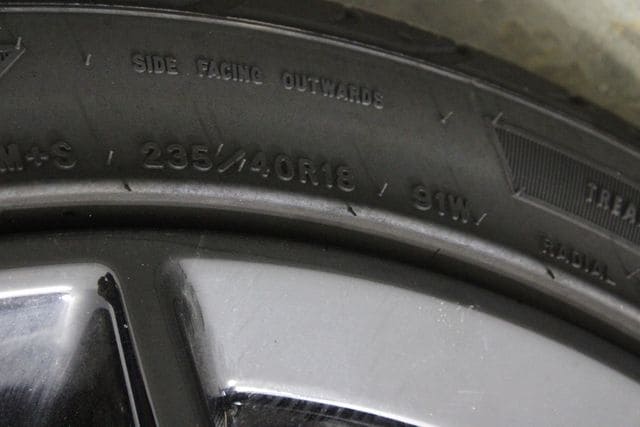 SIDE FACING OUTWARDS
M+S 235/40R18 91W
TREA
RADIAL